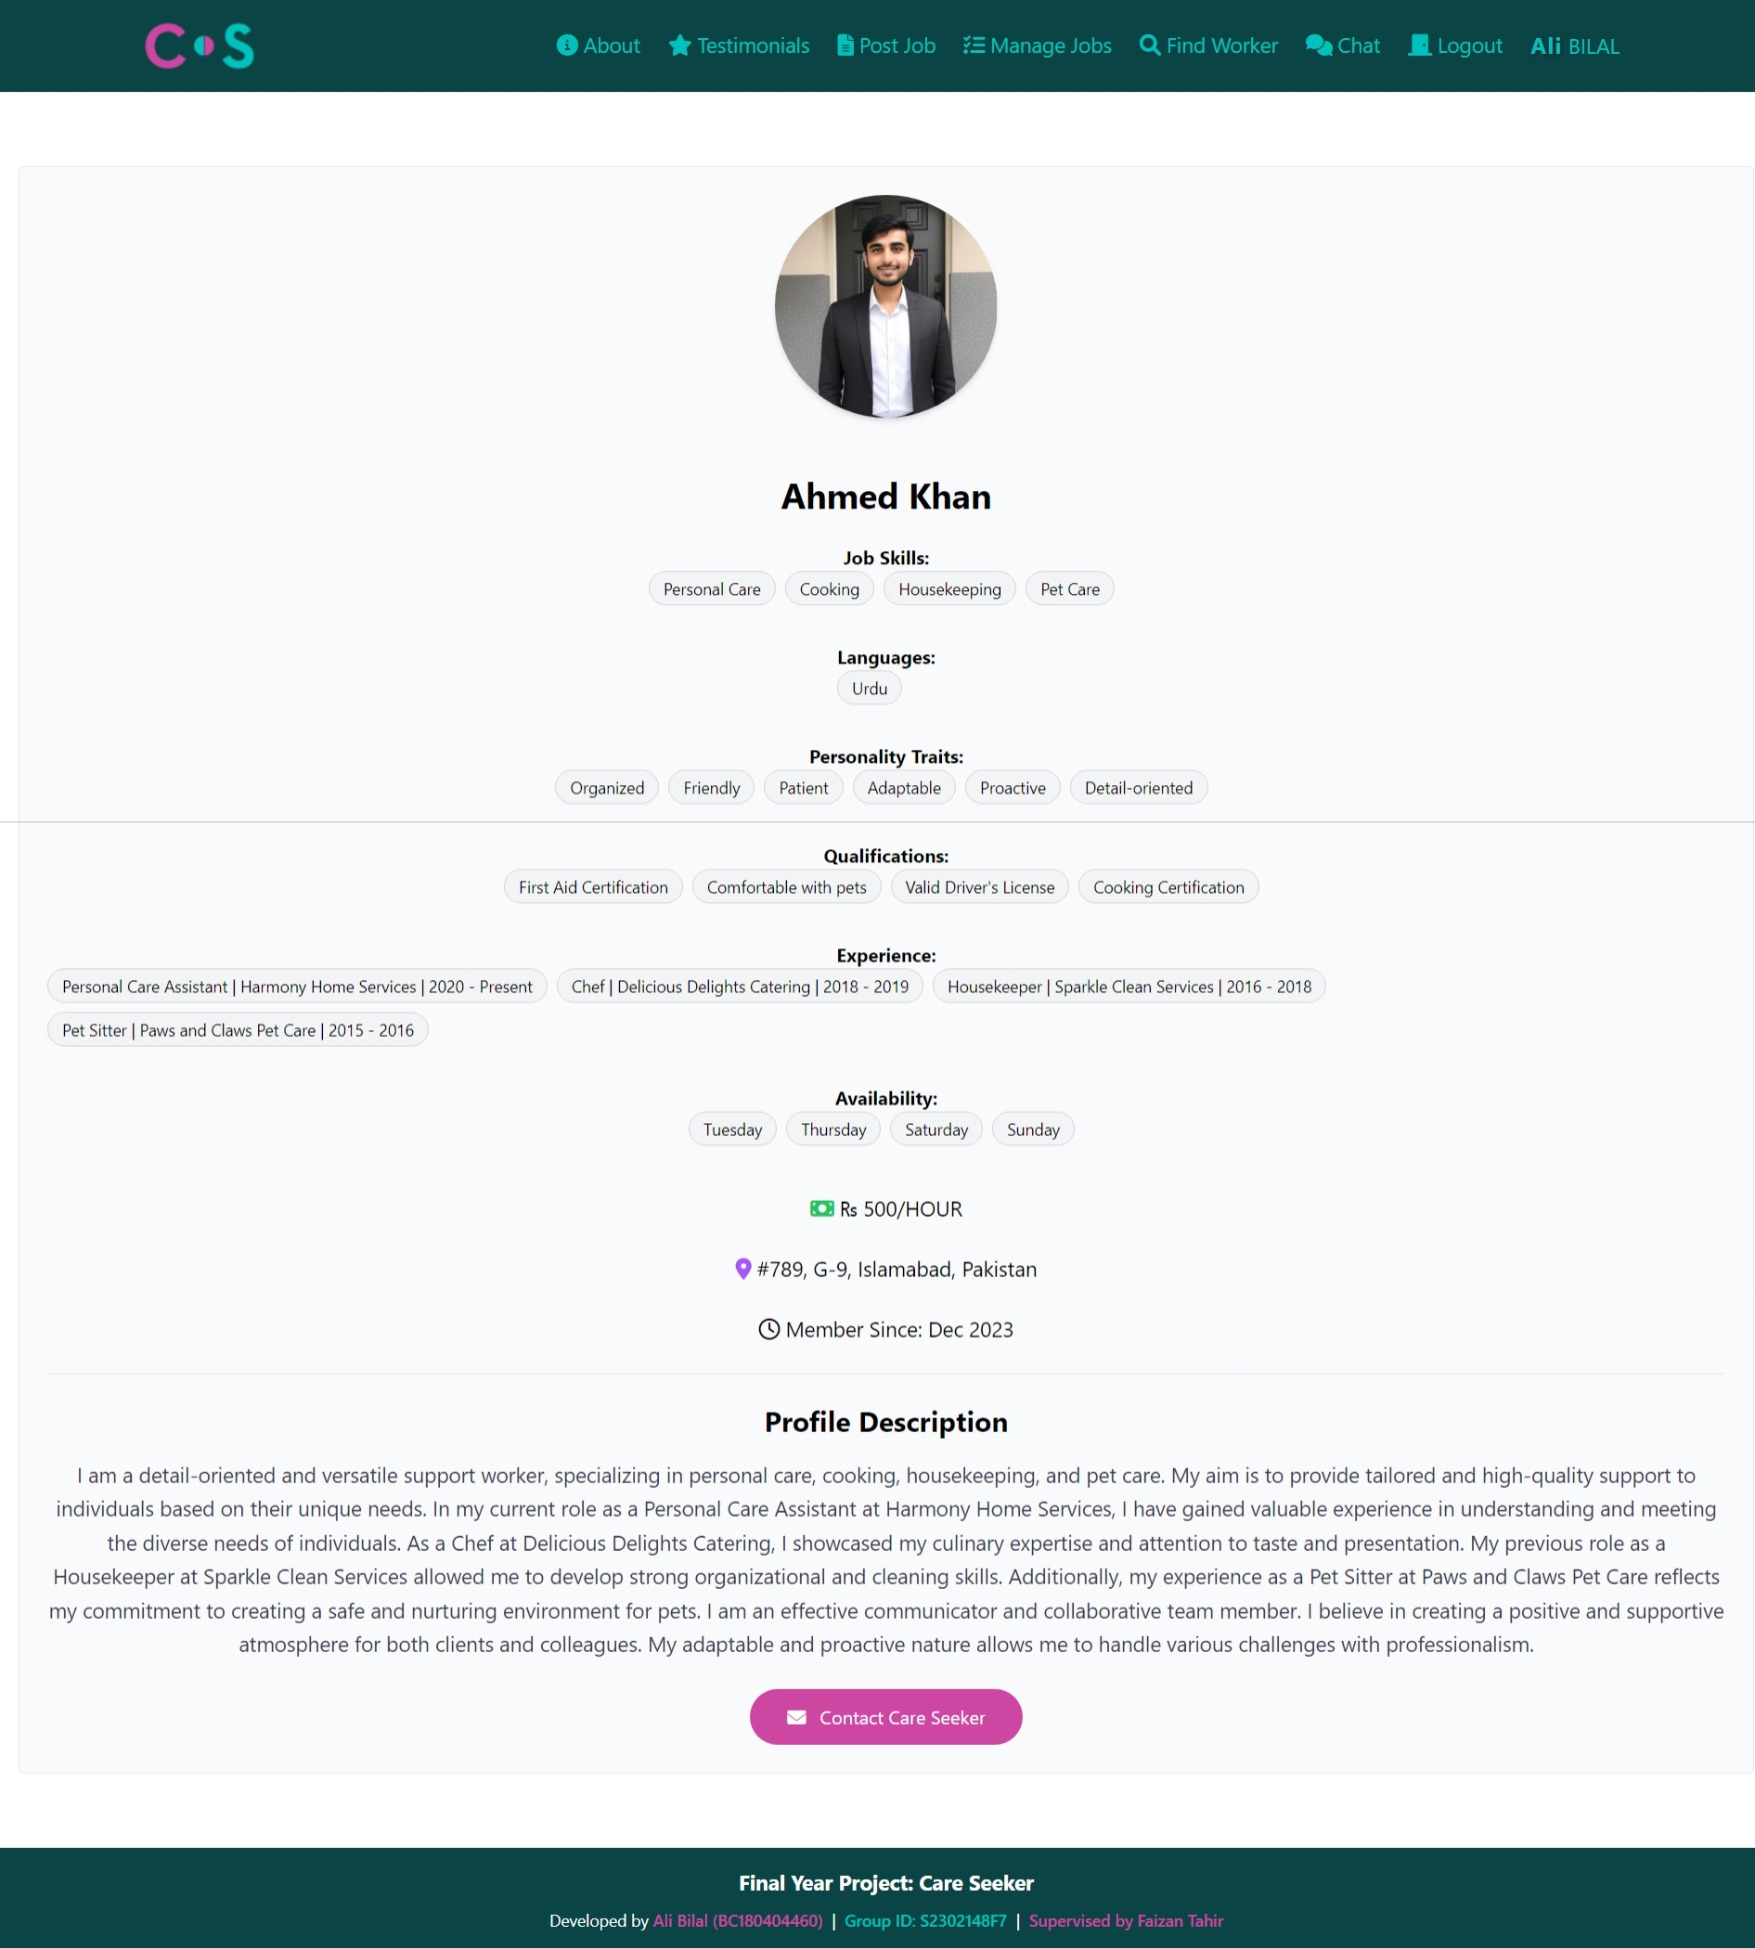 C•S
About Testimonials Post Job Manage Jobs Find Worker Chat Logout Ali BILAL
Ahmed Khan
Job Skills:
Personal Care Cooking Housekeeping Pet Care
Languages:
Urdu
Personality Traits:
Organized Friendly Patient Adaptable Proactive Detail-oriented
Qualifications:
First Aid Certification Comfortable with pets Valid Driver's License Cooking Certification
Experience:
Personal Care Assistant | Harmony Home Services | 2020 - Present Chef | Delicious Delights Catering | 2018 - 2019 Housekeeper | Sparkle Clean Services | 2016 - 2018
Pet Sitter | Paws and Claws Pet Care | 2015 - 2016
Availability:
Tuesday Thursday Saturday Sunday
Rs 500/HOUR
#789, G-9, Islamabad, Pakistan
Member Since: Dec 2023
Profile Description
I am a detail-oriented and versatile support worker, specializing in personal care, cooking, housekeeping, and pet care. My aim is to provide tailored and high-quality support to
individuals based on their unique needs. In my current role as a Personal Care Assistant at Harmony Home Services, I have gained valuable experience in understanding and meeting
the diverse needs of individuals. As a Chef at Delicious Delights Catering, I showcased my culinary expertise and attention to taste and presentation. My previous role as a
Housekeeper at Sparkle Clean Services allowed me to develop strong organizational and cleaning skills. Additionally, my experience as a Pet Sitter at Paws and Claws Pet Care reflects
my commitment to creating a safe and nurturing environment for pets. I am an effective communicator and collaborative team member. I believe in creating a positive and supportive
atmosphere for both clients and colleagues. My adaptable and proactive nature allows me to handle various challenges with professionalism.
Contact Care Seeker
Final Year Project: Care Seeker
Developed by Ali Bilal (BC180404460) | Group ID: S2302148F7 | Supervised by Faizan Tahir